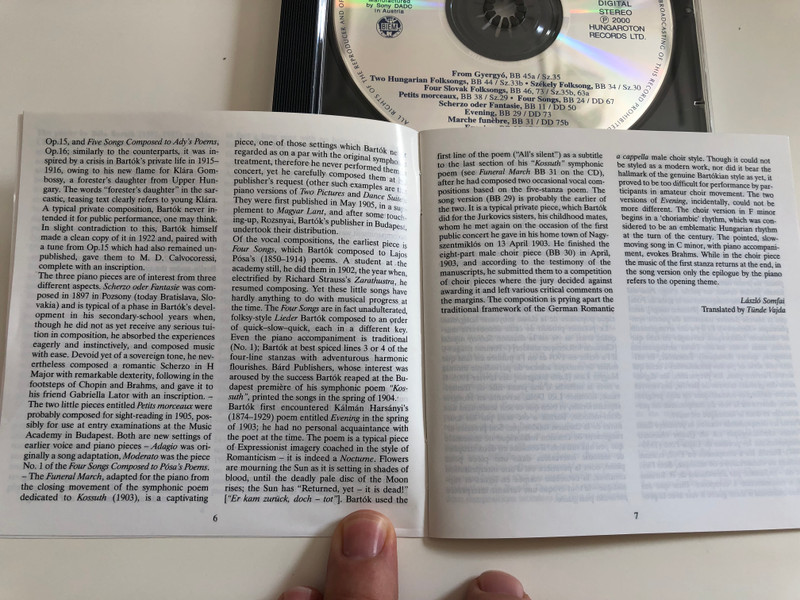 Manufactured
by Sony DADC
in Austria
DIGITAL
STEREO
℗ 2000
HUNGAROTON
RECORDS LTD.
From Gyergyó, BB 45a / Sz.35
Two Hungarian Folksongs, BB 44 / Sz.33b • Székely Folksong, BB 34 / Sz.30
Four Slovak Folksongs, BB 46, 73 / Sz.35b, 63a
Petits morceaux, BB 38 / Sz.29 • Four Songs, BB 24 / DD 67
Scherzo oder Fantasie, BB 11 / DD 50
Evening, BB 29 / DD 73
Marche funèbre, BB 31 / DD 75b
Op.15, and Five Songs Composed to Ady's Poems,
Op.16; similarly to the counterparts, it was in-
spired by a crisis in Bartók's private life in 1915–
1916, owing to his new flame for Klára Gom-
bossy, a forester's daughter from Upper Hun-
gary. The words "forester's daughter" in the sar-
castic, teasing text clearly refers to young Klára.
A typical private composition, Bartók never in-
tended it for public performance, one may think.
In slight contradiction to this, Bartók himself
made a clean copy of it in 1922 and, paired with
a tune from Op.15 which had also remained un-
published, gave them to M. D. Calvocoressi,
complete with an inscription.
The three piano pieces are of interest from three
different aspects. Scherzo oder Fantasie was com-
posed in 1897 in Pozsony (today Bratislava, Slo-
vakia) and is typical of a phase in Bartók's devel-
opment in his secondary-school years when,
though he did not as yet receive any serious tui-
tion in composition, he absorbed the experiences
eagerly and instinctively, and composed music
with ease. Devoid yet of a sovereign tone, he nev-
ertheless composed a romantic Scherzo in H
Major with remarkable dexterity, following in the
footsteps of Chopin and Brahms, and gave it to
his friend Gabriella Lator with an inscription. –
The two little pieces entitled Petits morceaux were
probably composed for sight-reading in 1905, pos-
sibly for use at entry examinations at the Music
Academy in Budapest. Both are new settings of
earlier voice and piano pieces – Adagio was ori-
ginally a song adaptation, Moderato was the piece
No. 1 of the Four Songs Composed to Pósa's Poems.
– The Funeral March, adapted for the piano from
the closing movement of the symphonic poem
dedicated to Kossuth (1903), is a captivating
6
piece, one of those settings which Bartók
regarded as on a par with the original
treatment, therefore he never performed them
concert, yet he carefully composed them at
publisher's request (other such examples are
piano versions of Two Pictures and Dance Suite
They were first published in May 1905, in a
plement to Magyar Lant, and after some touch-
ing-up, Rozsnyai, Bartók's publisher in Budapest,
undertook their distribution.
Of the vocal compositions, the earliest piece is
Four Songs, which Bartók composed to Lajos
Pósa's (1850–1914) poems. A student at the
academy still, he did them in 1902, the year when,
electrified by Richard Strauss's Zarathustra, he
resumed composing. Yet these little songs have
hardly anything to do with musical progress at
the time. The Four Songs are in fact unadulterated,
folksy-style Lieder Bartók composed to an order
of quick–slow–quick, each in a different key.
Even the piano accompaniment is traditional
(No. 1); Bartók at best spiced lines 3 or 4 of the
four-line stanzas with adventurous harmonic
flourishes. Bárd Publishers, whose interest was
aroused by the success Bartók reaped at the Bu-
dapest première of his symphonic poem "Kos-
suth", printed the songs in the spring of 1904.
Bartók first encountered Kálmán Harsányi's
(1874–1929) poem entitled Evening in the spring
of 1903; he had no personal acquaintance with
the poet at the time. The poem is a typical piece
of Expressionist imagery coached in the style of
Romanticism – it is indeed a Nocturne. Flowers
are mourning the Sun as it is setting in shades of
blood, until the deadly pale disc of the Moon
rises; the Sun has "Returned, yet – it is dead!"
["Er kam zurück, doch – tot"]. Bartók used the
first line of the poem ("All's silent") as a subtitle
to the last section of his "Kossuth" symphonic
poem (see Funeral March BB 31 on the CD),
after he had composed two occasional vocal com-
positions based on the five-stanza poem. The
song version (BB 29) is probably the earlier of
the two. It is a typical private piece, which Bartók
did for the Jurkovics sisters, his childhood mates,
whom he met again on the occasion of the first
public concert he gave in his home town of Nagy-
szentmiklós on 13 April 1903. He finished the
eight-part male choir piece (BB 30) in April,
1903, and according to the testimony of the
manuscripts, he submitted them to a competition
of choir pieces where the jury decided against
awarding it and left various critical comments on
the margins. The composition is prying apart the
traditional framework of the German Romantic
a cappella male choir style. Though it could not
be styled as a modern work, nor did it bear the
hallmark of the genuine Bartókian style as yet, it
proved to be too difficult for performance by par-
ticipants in amateur choir movement. The two
versions of Evening, incidentally, could not be
more different. The choir version in F minor
begins in a 'choriambic' rhythm, which was con-
sidered to be an emblematic Hungarian rhythm
at the turn of the century. The pointed, slow-
moving song in C minor, with piano accompani-
ment, evokes Brahms. While in the choir piece
the music of the first stanza returns at the end, in
the song version only the epilogue by the piano
refers to the opening theme.
László Somfai
Translated by Tünde Vajda
7